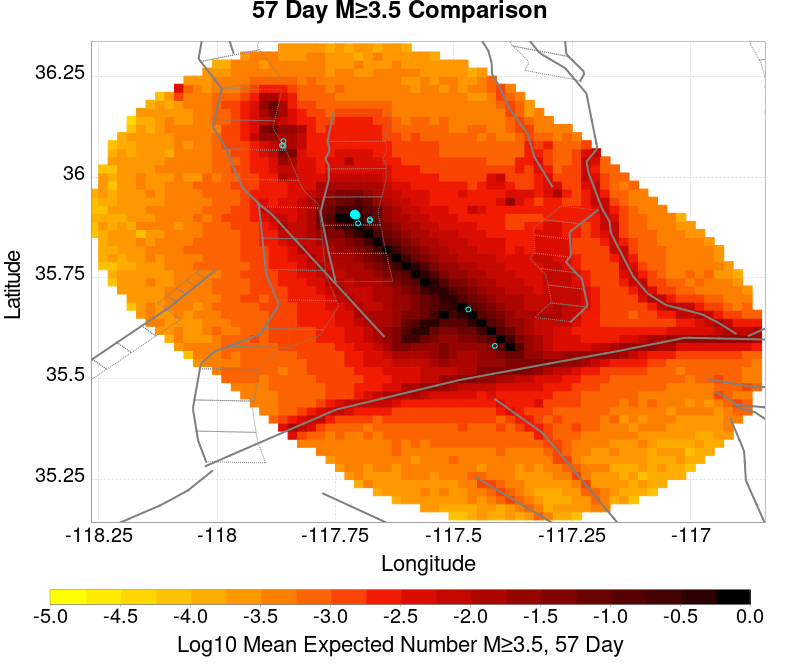 57 Day M≥3.5 Comparison
36.25
36
35.75
35.5
35.25
Latitude
-118.25 -118 -117.75 -117.5 -117.25 -117
Longitude
-5.0 -4.5 -4.0 -3.5 -3.0 -2.5 -2.0 -1.5 -1.0 -0.5 0.0
Log10 Mean Expected Number M≥3.5, 57 Day